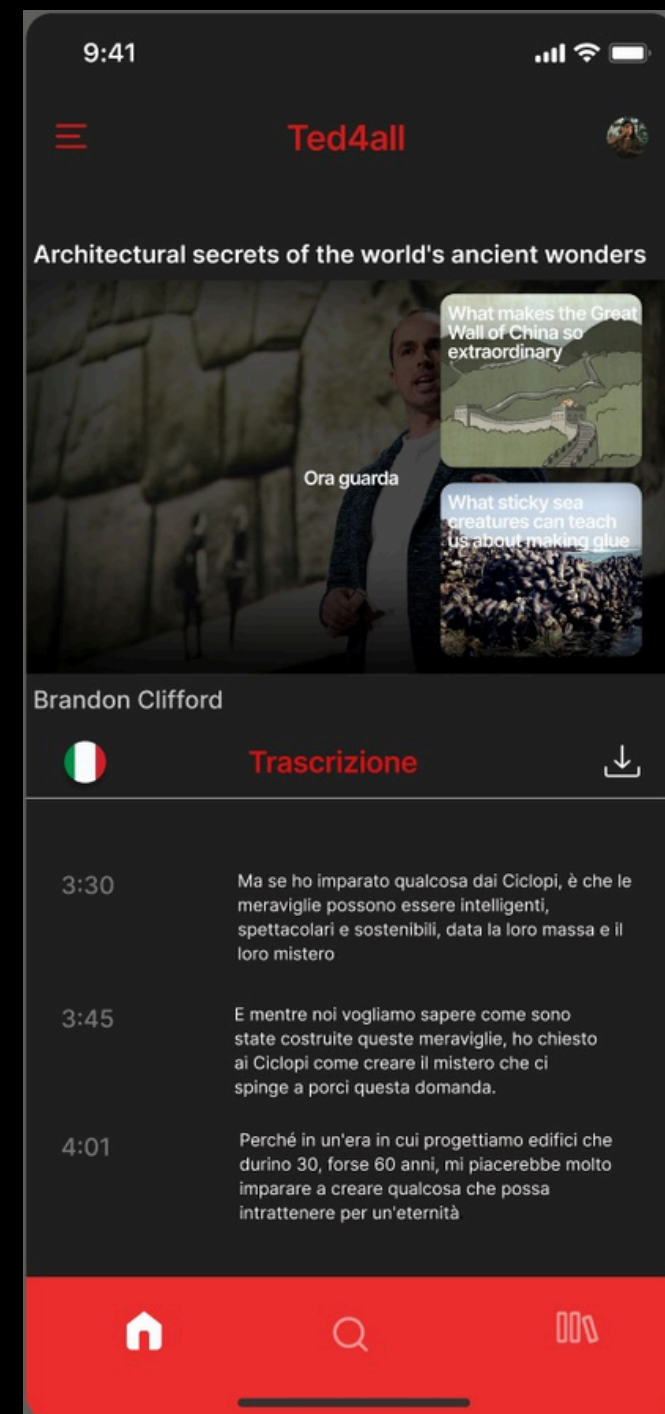 9:41
Ted4all
Architectural secrets of the world's ancient wonders
What makes the Great
Wall of China so
extraordinary
Ora guarda
What sticky sea
creatures can teach
us about making glue
Brandon Clifford
Trascrizione
3:30
Ma se ho imparato qualcosa dai Ciclopi, è che le
meraviglie possono essere intelligenti,
spettacolari e sostenibili, data la loro massa e il
loro mistero
3:45
E mentre noi vogliamo sapere come sono
state costruite queste meraviglie, ho chiesto
ai Ciclopi come creare il mistero che ci
spinge a porci questa domanda.
4:01
Perché in un'era in cui progettiamo edifici che
durino 30, forse 60 anni, mi piacerebbe molto
imparare a creare qualcosa che possa
intrattenere per un'eternità